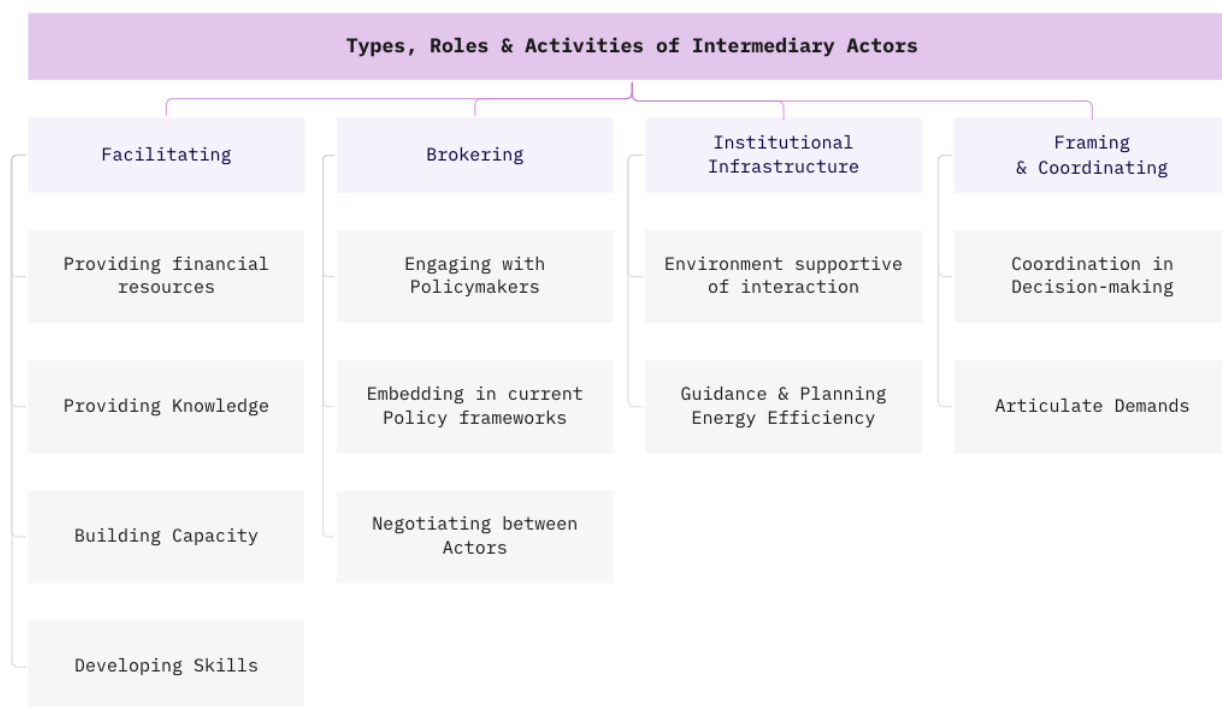 Types, Roles & Activities of Intermediary Actors
Facilitating
Brokering
Institutional
Infrastructure
Framing
& Coordinating
Providing financial
resources
Engaging with
Policymakers
Environment supportive
of interaction
Coordination in
Decision-making
Providing Knowledge
Embedding in current
Policy frameworks
Guidance & Planning
Energy Efficiency
Articulate Demands
Building Capacity
Negotiating between
Actors
Developing Skills